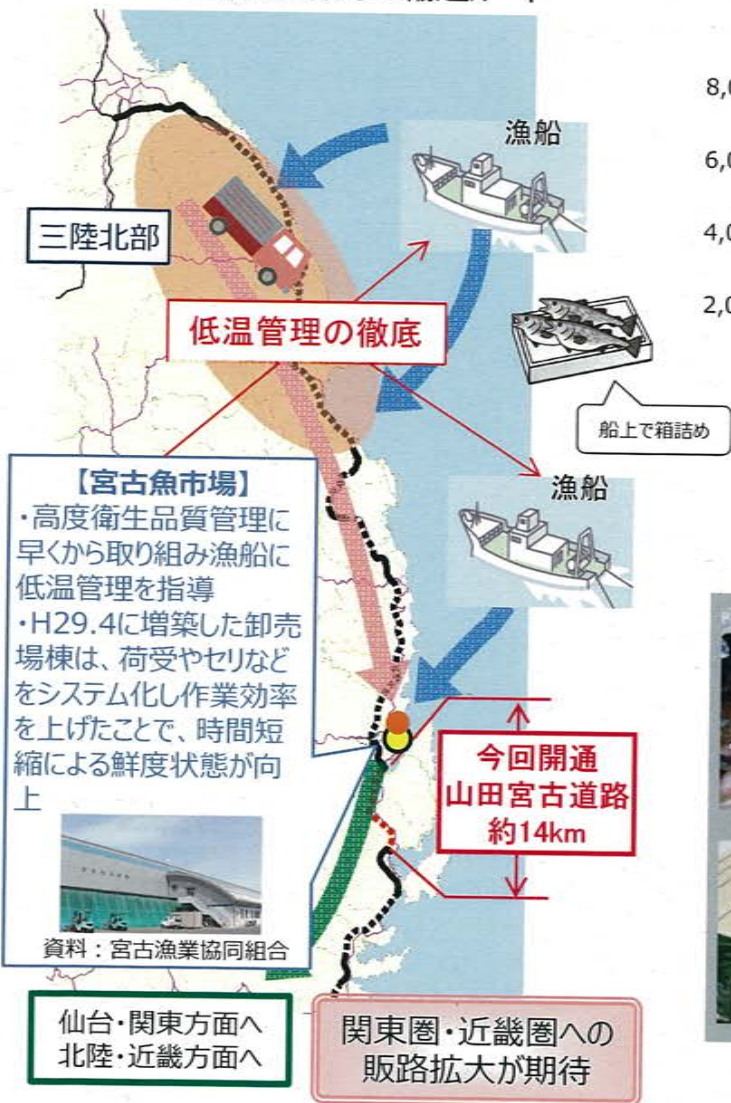 漁船
8,0
6,0
4,0
2,0
三陸北部
低温管理の徹底
船上で箱詰め
【宮古魚市場】
・高度衛生品質管理に
早くから取り組み漁船に
低温管理を指導
・H29.4に増築した卸売
場棟は、荷受やセリなど
をシステム化し作業効率
を上げたことで、時間短
縮による鮮度状態が向
上
資料：宮古漁業協同組合
漁船
今回開通
山田宮古道路
約14km
仙台・関東方面へ
北陸・近畿方面へ
関東圏・近畿圏への
販路拡大が期待